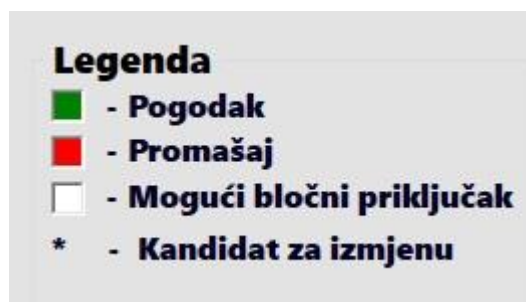 Legenda
- Pogodak
- Promašaj
- Mogući bločni priključak
* - Kandidat za izmjenu